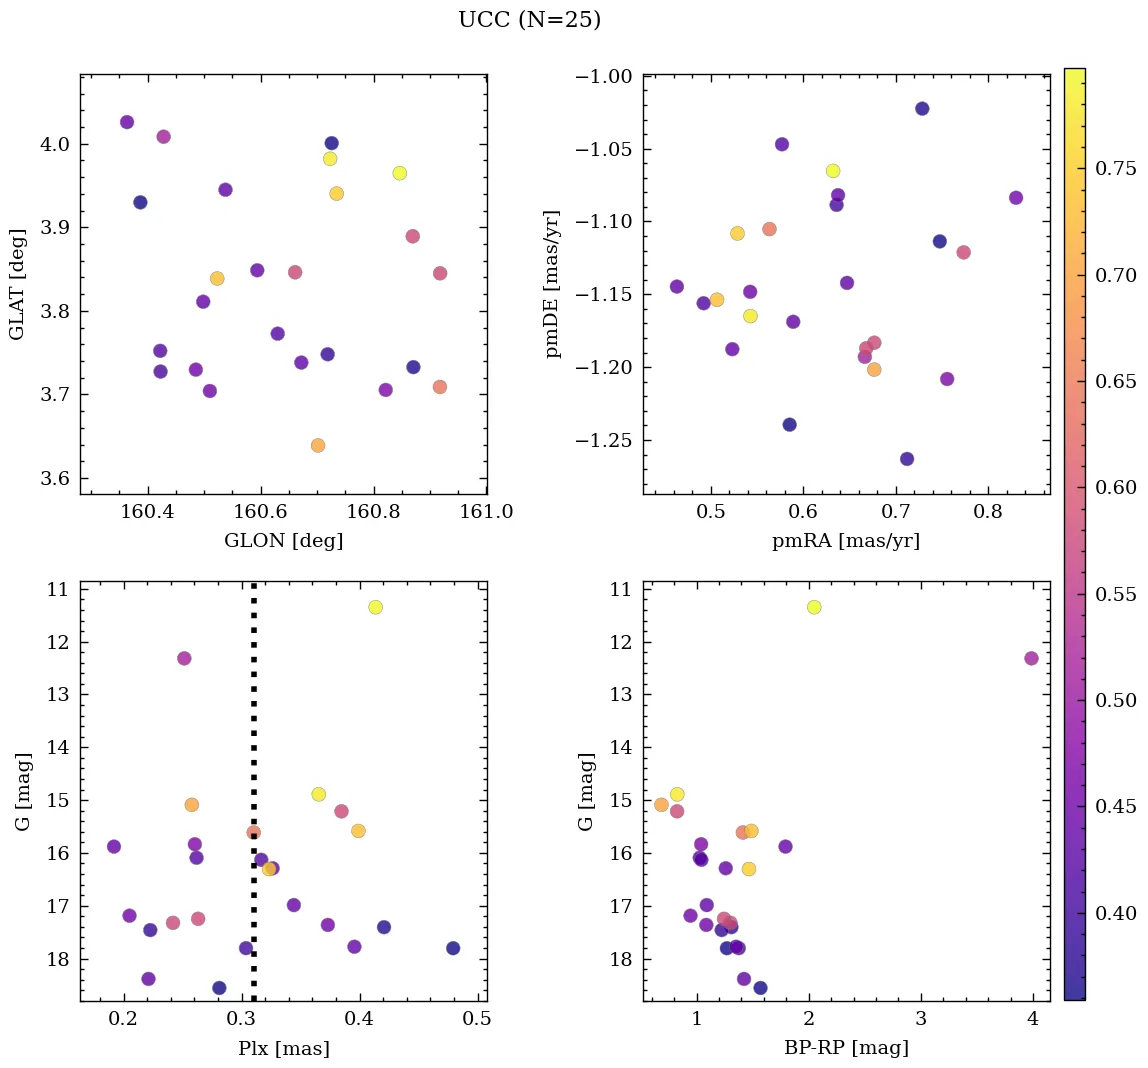 UCC (N=25)
4.0
3.9
3.8
3.7
3.6
GLAT [deg]
160.4 160.6 160.8 161.0
GLON [deg]
−1.00
−1.05
−1.10
−1.15
−1.20
−1.25
pmDE [mas/yr]
0.5 0.6 0.7 0.8
pmRA [mas/yr]
11
12
13
14
15
16
17
18
G [mag]
0.2 0.3 0.4 0.5
Plx [mas]
11
12
13
14
15
16
17
18
G [mag]
1 2 3 4
BP-RP [mag]
0.75
0.70
0.65
0.60
0.55
0.50
0.45
0.40